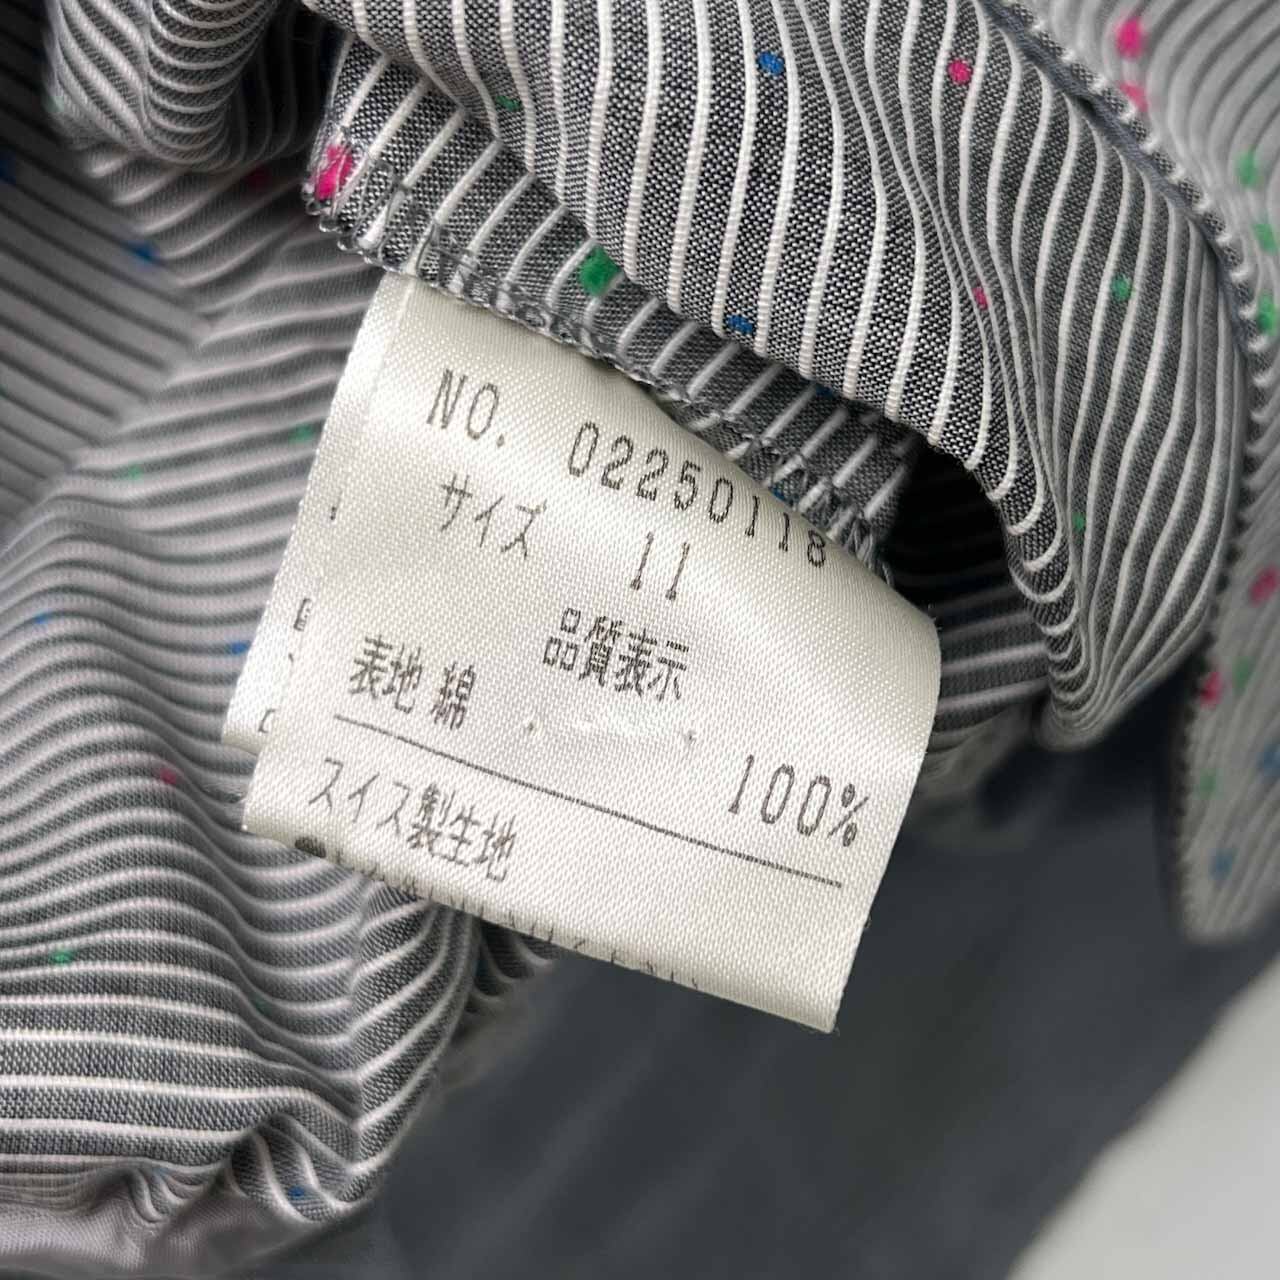 NO. 02250118
サイズ 11
品質表示
表地 綿 100%
スイス製生地